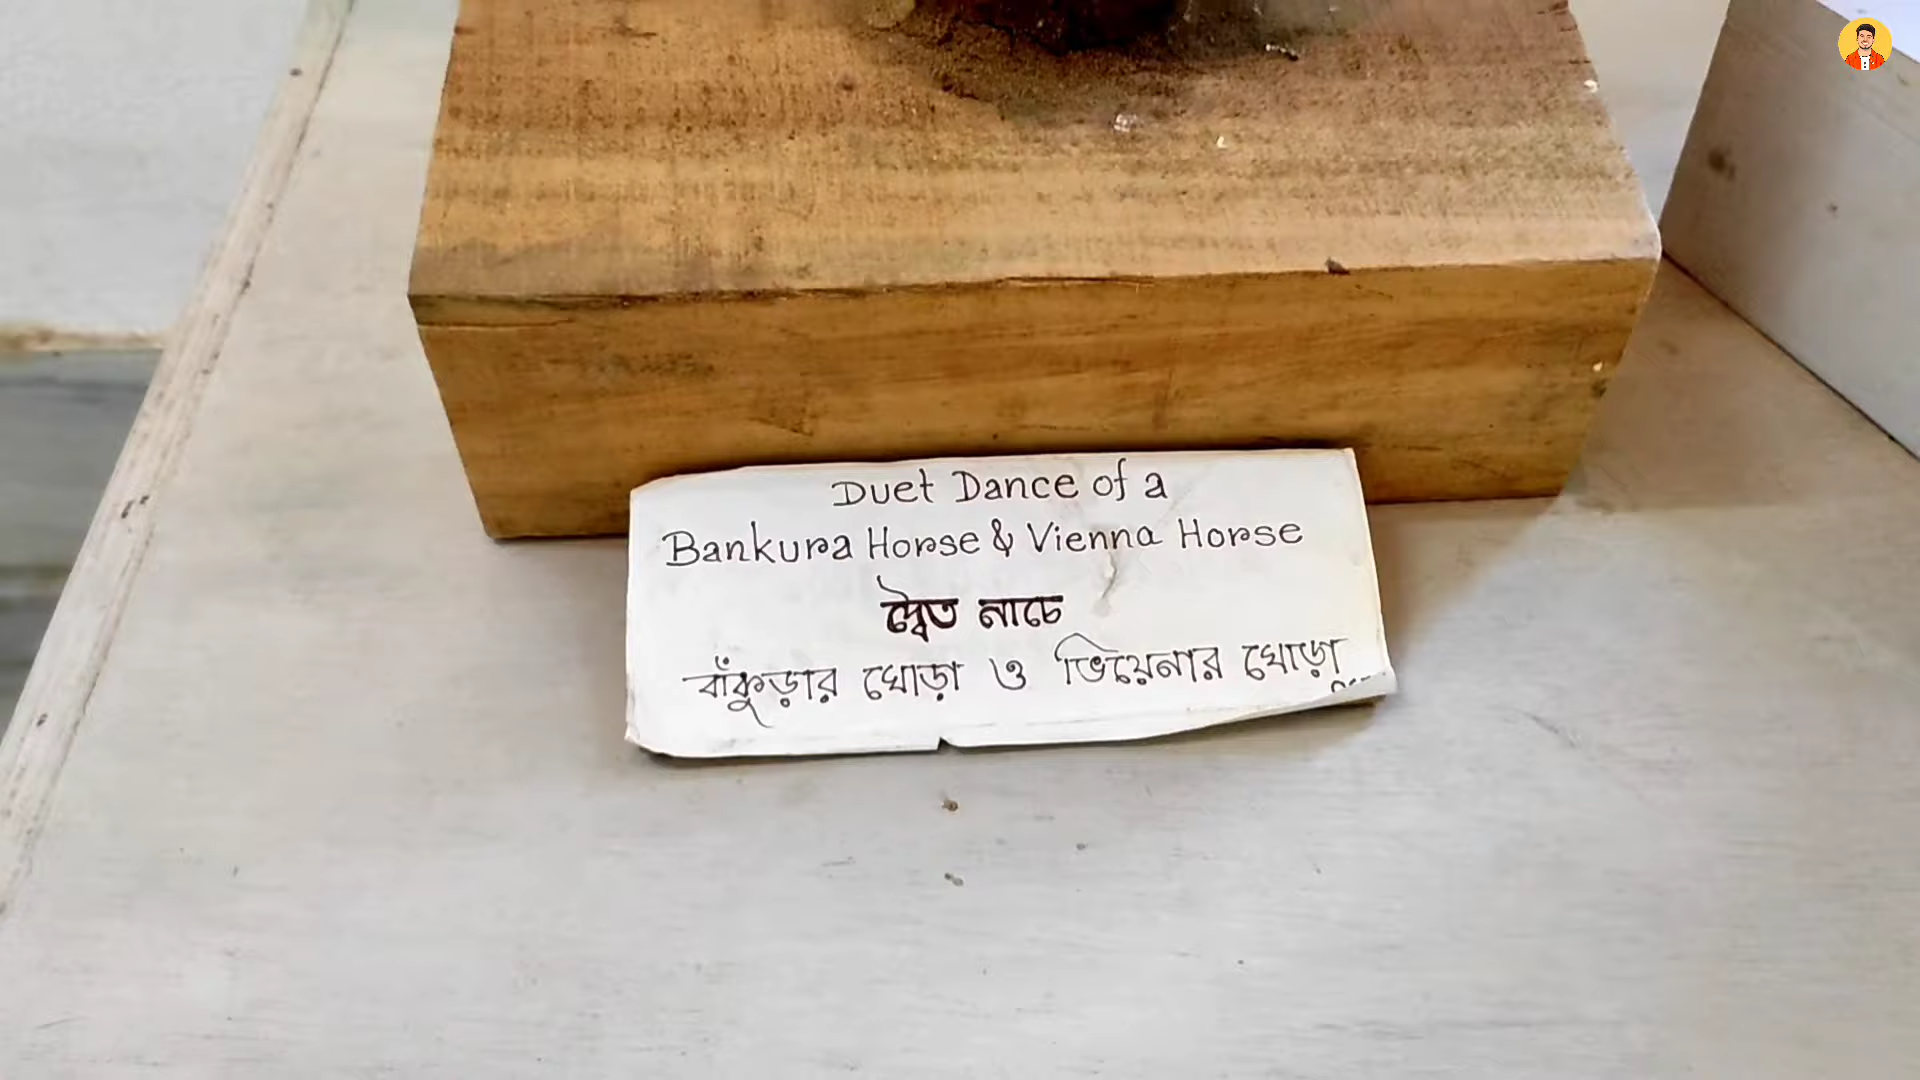 Duet Dance of a
Bankura Horse & Vienna Horse
দ্বৈত নাচে
বাঁকুড়ার ঘোড়া ও ভিয়েনার ঘোড়া